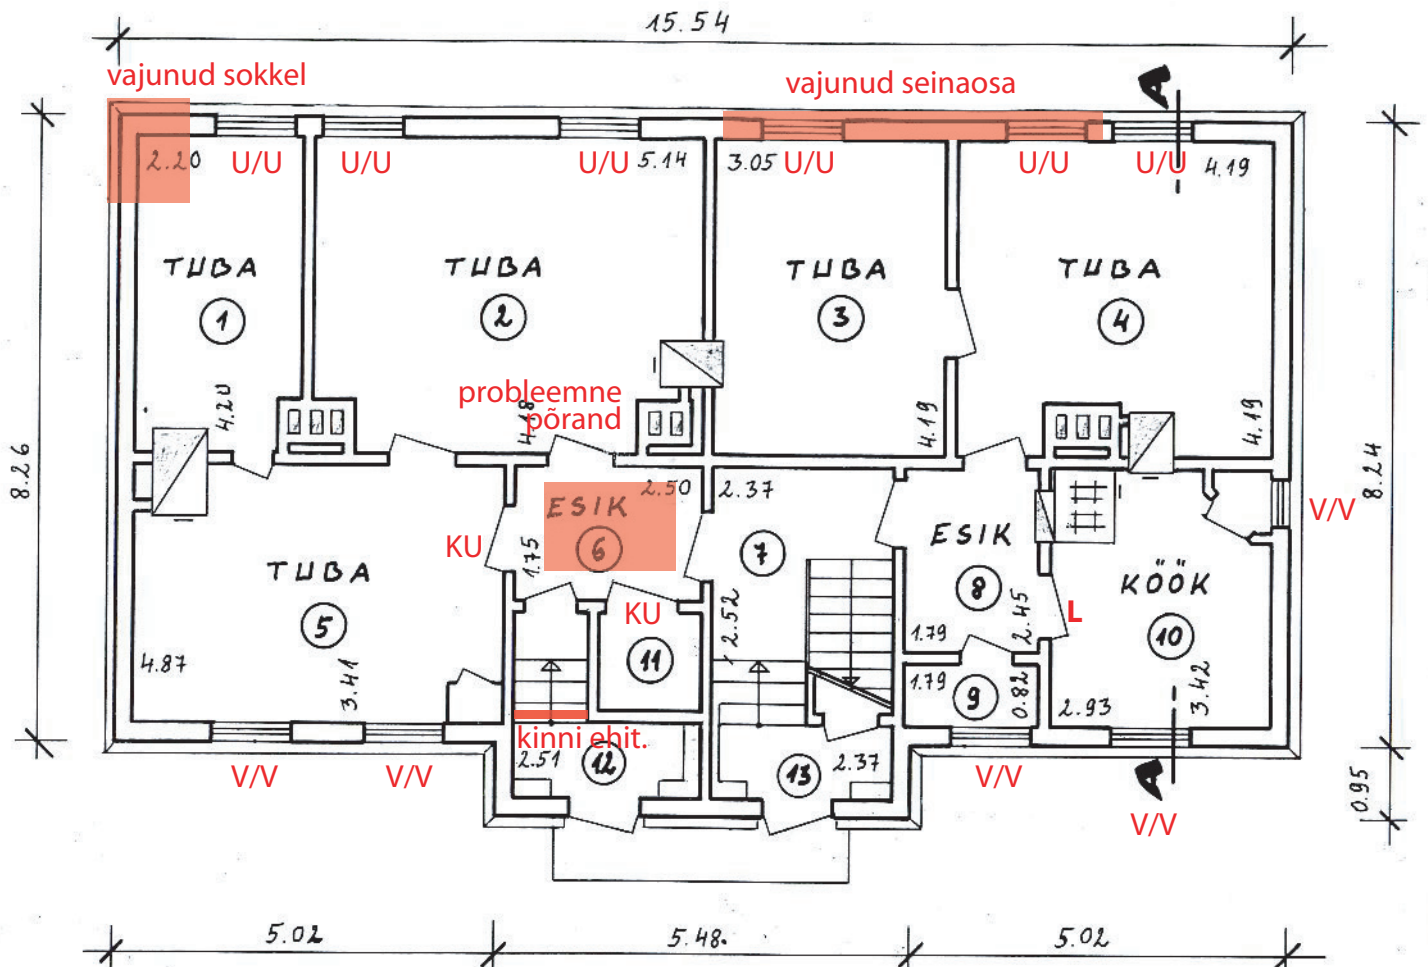 15.54
vajunud sokkel
vajunud seinaosa
A
2.20
U/U
U/U
U/U
5.14
3.05
U/U
U/U
U/U
4.19
TUBA
1
TUBA
2
TUBA
3
TUBA
4
probleemne
põrand
4.20
4.18
4.19
4.19
8.26
8.24
V/V
ESIK
6
2.50
1.75
KU
2.37
7
2.52
ESIK
8
1.79
2.45
L
KÖÖK
10
TUBA
5
4.87
3.41
KU
11
1.79
9
0.82
2.93
3.42
kinni ehit.
2.51
12
13
2.37
V/V
V/V
V/V
A
V/V
0.95
5.02
5.48.
5.02